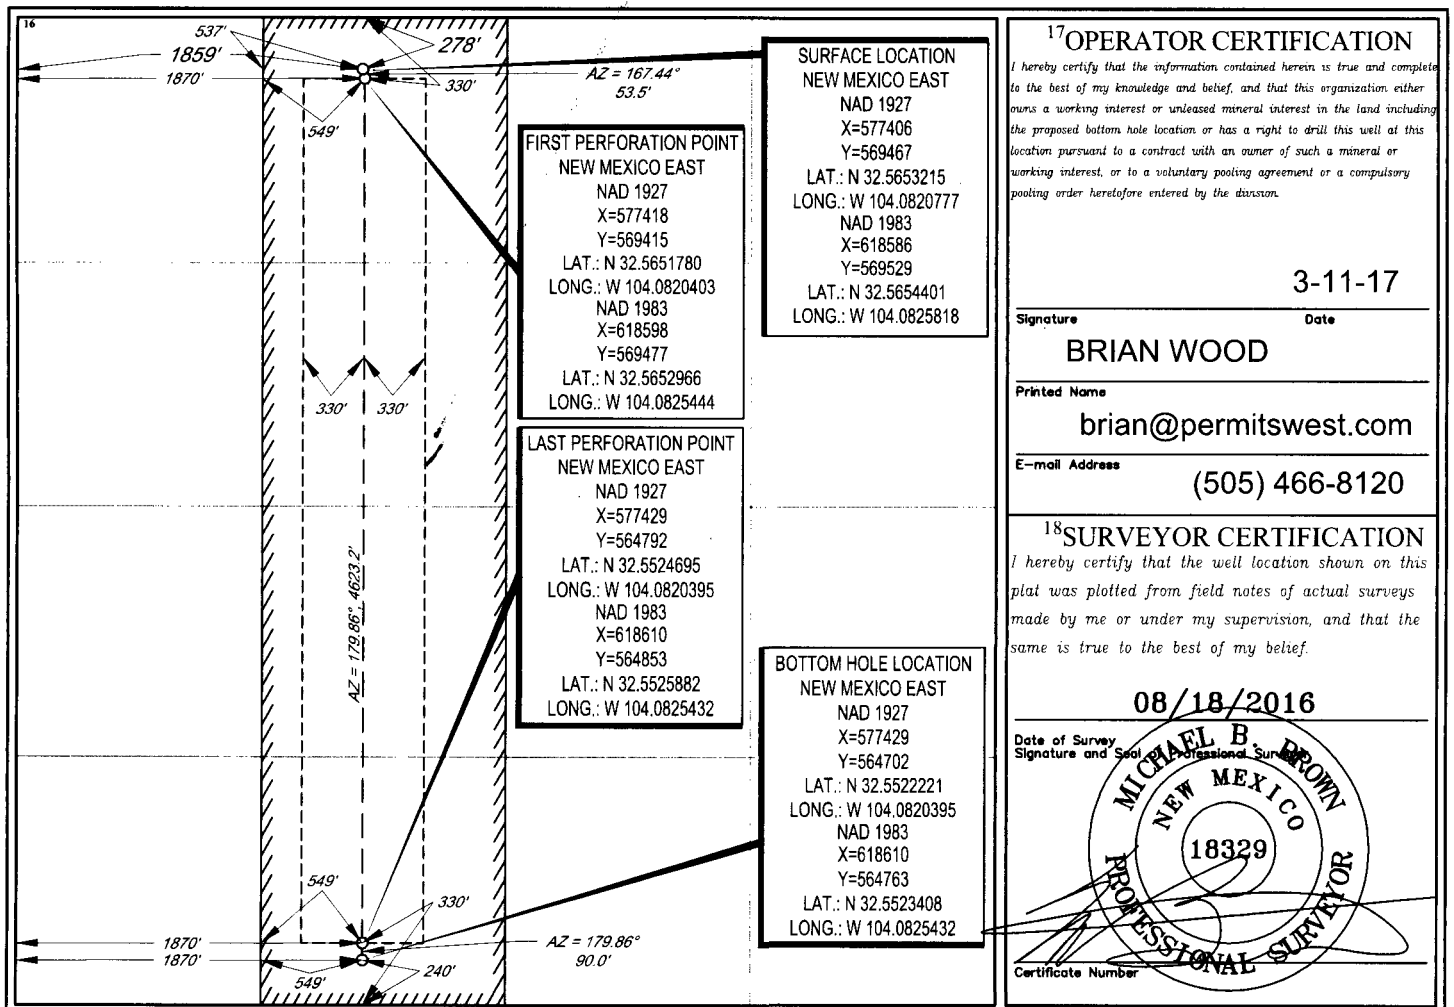 16
537'
1859'
1870'
278'
330'
549'
AZ = 167.44°
53.5'
SURFACE LOCATION
NEW MEXICO EAST
NAD 1927
X=577406
Y=569467
LAT.: N 32.5653215
LONG.: W 104.0820777
NAD 1983
X=618586
Y=569529
LAT.: N 32.5654401
LONG.: W 104.0825818
FIRST PERFORATION POINT
NEW MEXICO EAST
NAD 1927
X=577418
Y=569415
LAT.: N 32.5651780
LONG.: W 104.0820403
NAD 1983
X=618598
Y=569477
LAT.: N 32.5652966
LONG.: W 104.0825444
330' 330'
AZ = 179.86° 4623.2'
LAST PERFORATION POINT
NEW MEXICO EAST
NAD 1927
X=577429
Y=564792
LAT.: N 32.5524695
LONG.: W 104.0820395
NAD 1983
X=618610
Y=564853
LAT.: N 32.5525882
LONG.: W 104.0825432
BOTTOM HOLE LOCATION
NEW MEXICO EAST
NAD 1927
X=577429
Y=564702
LAT.: N 32.5522221
LONG.: W 104.0820395
NAD 1983
X=618610
Y=564763
LAT.: N 32.5523408
LONG.: W 104.0825432
549'
330'
1870'
1870'
549'
240'
AZ = 179.86°
90.0'
17OPERATOR CERTIFICATION
I hereby certify that the information contained herein is true and complete
to the best of my knowledge and belief, and that this organization either
owns a working interest or unleased mineral interest in the land including
the proposed bottom hole location or has a right to drill this well at this
location pursuant to a contract with an owner of such a mineral or
working interest, or to a voluntary pooling agreement or a compulsory
pooling order heretofore entered by the division.
3-11-17
Signature Date
BRIAN WOOD
Printed Name
brian@permitswest.com
E-mail Address
(505) 466-8120
18SURVEYOR CERTIFICATION
I hereby certify that the well location shown on this
plat was plotted from field notes of actual surveys
made by me or under my supervision, and that the
same is true to the best of my belief.
08/18/2016
Date of Survey
Signature and Seal of Professional Surveyor
MICHAEL B. BROWN
NEW MEXICO
18329
PROFESSIONAL SURVEYOR
Certificate Number